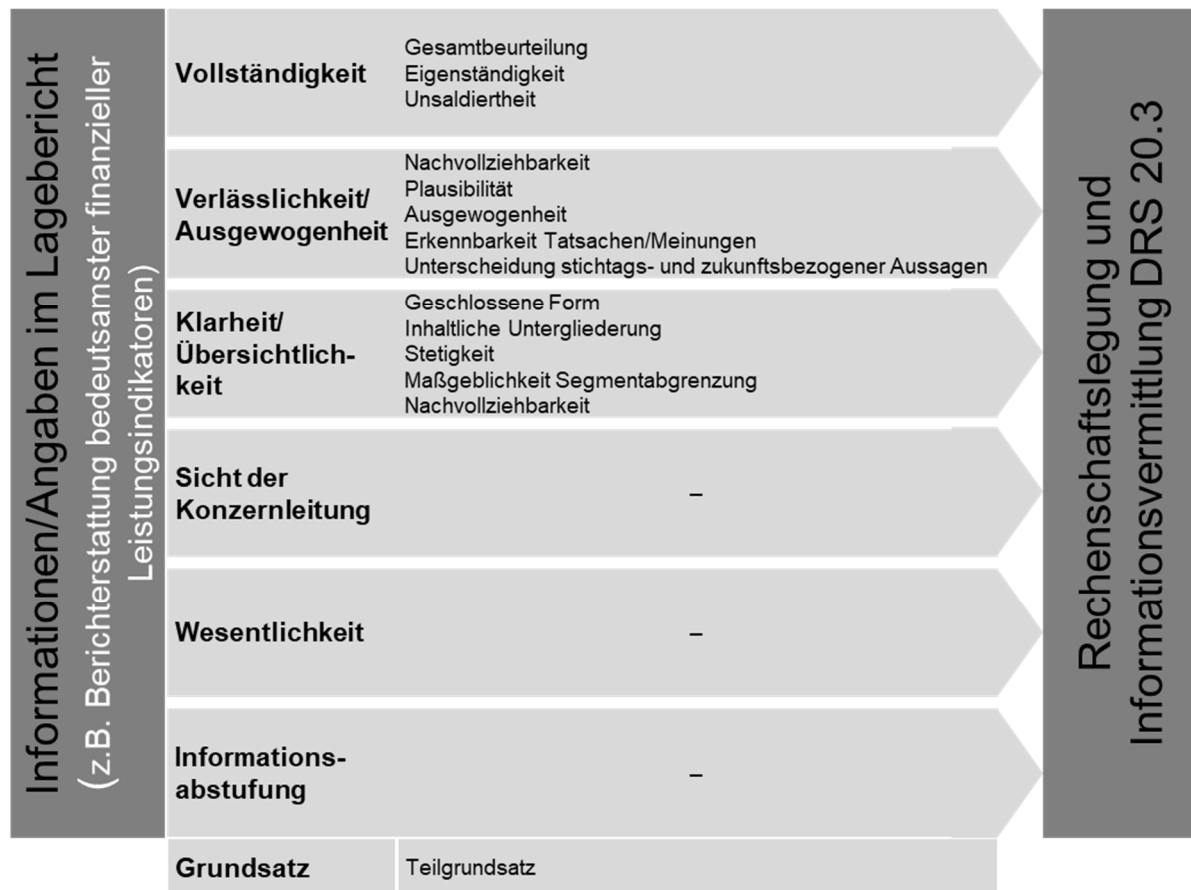 Informationen/Angaben im Lagebericht
(z.B. Berichterstattung bedeutsamster finanzieller
Leistungsindikatoren)
Vollständigkeit
Gesamtbeurteilung
Eigenständigkeit
Unsaldiertheit
Verlässlichkeit/
Ausgewogenheit
Nachvollziehbarkeit
Plausibilität
Ausgewogenheit
Erkennbarkeit Tatsachen/Meinungen
Unterscheidung stichtags- und zukunftsbezogener Aussagen
Klarheit/
Übersichtlich-
keit
Geschlossene Form
Inhaltliche Untergliederung
Stetigkeit
Maßgeblichkeit Segmentabgrenzung
Nachvollziehbarkeit
Sicht der
Konzernleitung
–
Wesentlichkeit
–
Informations-
abstufung
–
Grundsatz
Teilgrundsatz
Rechenschaftslegung und
Informationsvermittlung DRS 20.3